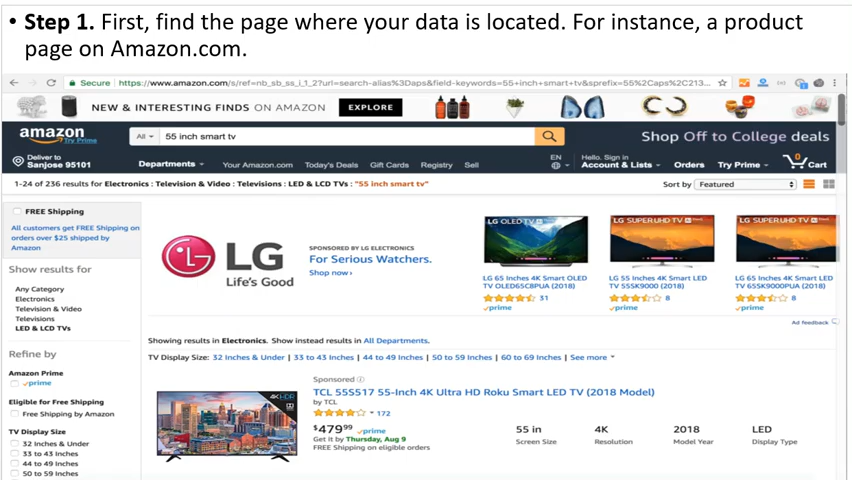 • Step 1. First, find the page where your data is located. For instance, a product
page on Amazon.com.
Secure https://www.amazon.com/s/ref=nb_sb_ss_i_1_2?url=search-alias%3Daps&field-keywords=55+inch+smart+tv&sprefix=55%2Caps%2C213...
NEW & INTERESTING FINDS ON AMAZON EXPLORE
amazon Try Prime All 55 inch smart tv Shop Off to College deals
Deliver to
Sanjose 95101
Departments Your Amazon.com Today's Deals Gift Cards Registry Sell EN Hello. Sign in Account & Lists Orders Try Prime 0 Cart
1-24 of 236 results for Electronics : Television & Video : Televisions : LED & LCD TVs : "55 inch smart tv" Sort by Featured
FREE Shipping
All customers get FREE Shipping on
orders over $25 shipped by
Amazon
Show results for
Any Category
Electronics
Television & Video
Televisions
LED & LCD TVs
Refine by
Amazon Prime
prime
Eligible for Free Shipping
Free Shipping by Amazon
TV Display Size
32 Inches & Under
33 to 43 Inches
44 to 49 Inches
50 to 59 Inches
LG
Life's Good
SPONSORED BY LG ELECTRONICS
For Serious Watchers.
Shop now ›
LG OLED TV
LG 65 Inches 4K Smart OLED
TV OLED65C8PUA (2018)
31
prime
LG SUPER UHD TV
LG 55 Inches 4K Smart LED
TV 55SK9000 (2018)
8
prime
LG SUPER UHD TV
LG 65 Inches 4K Smart LED
TV 65SK9000PUA (2018)
8
prime
Ad feedback
Showing results in Electronics. Show instead results in All Departments.
TV Display Size: 32 Inches & Under | 33 to 43 Inches | 44 to 49 Inches | 50 to 59 Inches | 60 to 69 Inches | See more
Sponsored
TCL 55S517 55-Inch 4K Ultra HD Roku Smart LED TV (2018 Model)
by TCL
172
4K HDR
$479 99 prime
Get it by Thursday, Aug 9
FREE Shipping on eligible orders
55 in 4K 2018 LED
Screen Size Resolution Model Year Display Type